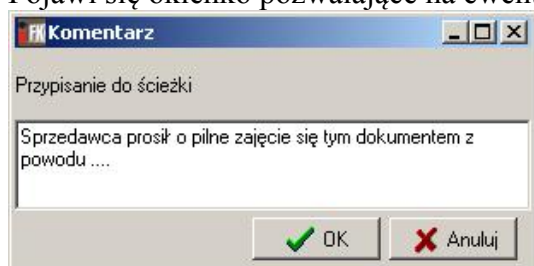 Pojawi się okienko pozwalające na ewen
FK Komentarz
Przypisanie do ścieżki
Sprzedawca prosił o pilne zajęcie się tym dokumentem z
powodu ....
OK Anuluj